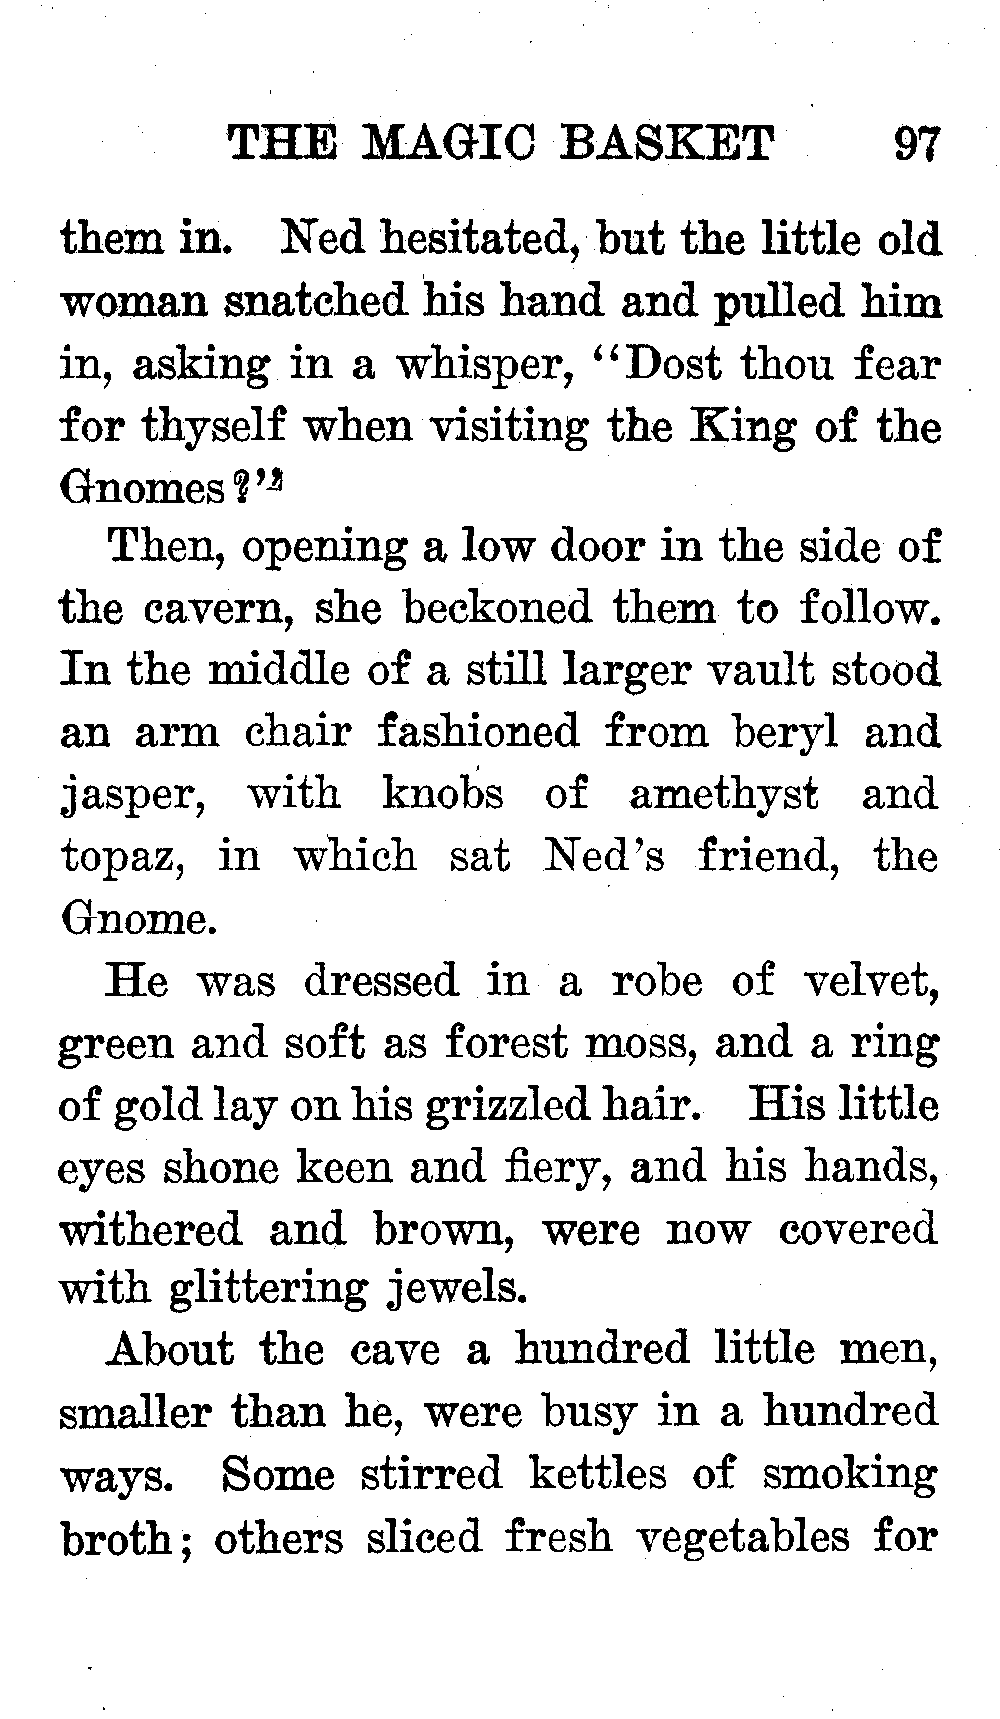 THE MAGIC BASKET 97
them in. Ned hesitated, but the little old
woman snatched his hand and pulled him
in, asking in a whisper, "Dost thou fear
for thyself when visiting the King of the
Gnomes?"
Then, opening a low door in the side of
the cavern, she beckoned them to follow.
In the middle of a still larger vault stood
an arm chair fashioned from beryl and
jasper, with knobs of amethyst and
topaz, in which sat Ned's friend, the
Gnome.
He was dressed in a robe of velvet,
green and soft as forest moss, and a ring
of gold lay on his grizzled hair. His little
eyes shone keen and fiery, and his hands,
withered and brown, were now covered
with glittering jewels.
About the cave a hundred little men,
smaller than he, were busy in a hundred
ways. Some stirred kettles of smoking
broth; others sliced fresh vegetables for